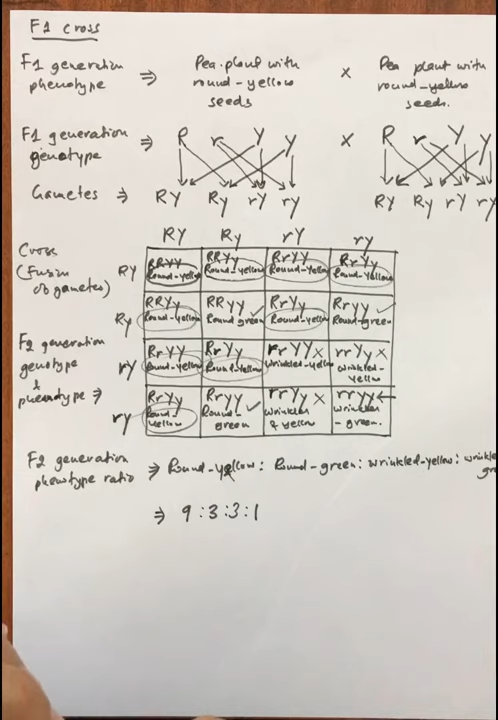 F1 cross
F1 generation phenotype ⇒ Pea plant with round-yellow seeds × Pea plant with round-yellow seeds.
F1 generation genotype ⇒ R r Y y × R r Y y
Gametes ⇒ RY Ry rY ry RY Ry rY ry
RY Ry rY ry
Cross (fusion of gametes)
RY RRYY Round-yellow RRYy Round-yellow RrYY Round-yellow RrYy Round-yellow
Ry RRYy Round-yellow RRyy Round green ✓ RrYy Round-yellow Rryy ✓ Round-green
F2 generation genotype & phenotype ⇒
rY RrYY Round-yellow RrYy Round-yellow rrYY × wrinkled-yellow rrYy × wrinkled-yellow
ry RrYy Round-yellow Rryy Round-green ✓ rrYy × wrinkled & yellow rryy ← wrinkled-green.
F2 generation phenotype ratio ⇒ Round-yellow : Round-green : wrinkled-yellow : wrinkled gr
⇒ 9:3:3:1